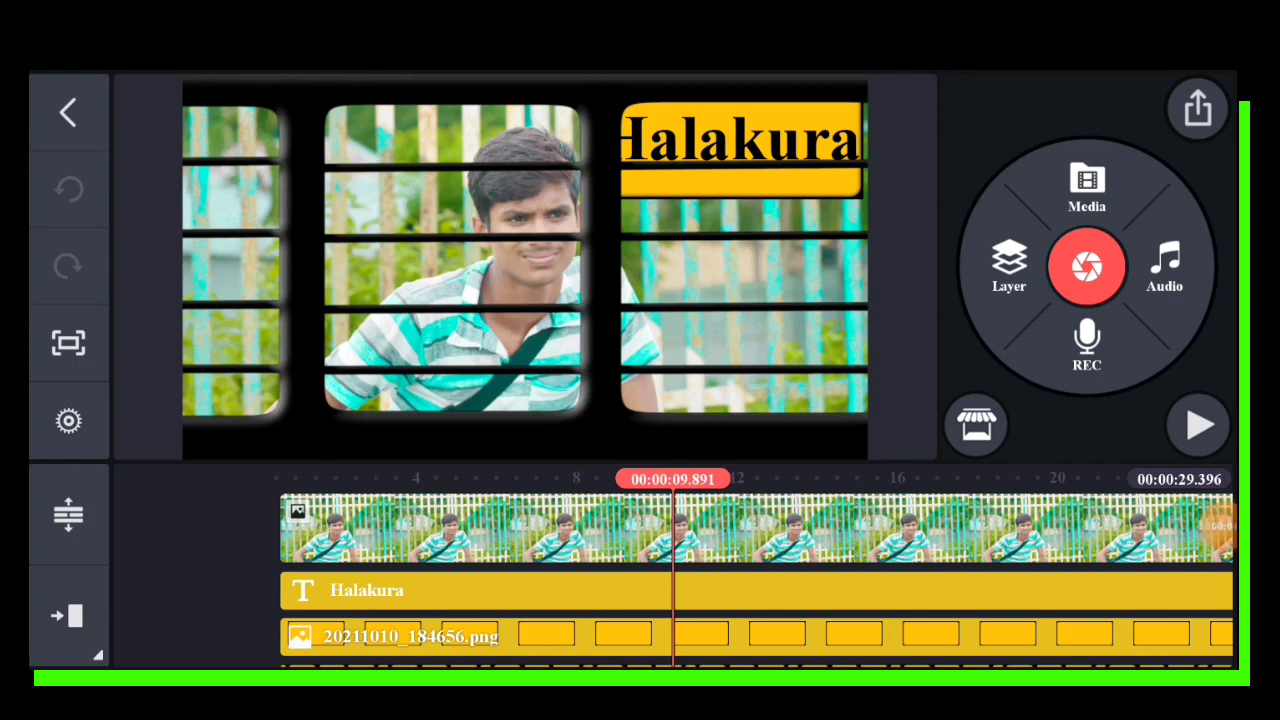 Halakura
Media
Layer
Audio
REC
4
8
00:00:09.891
12
16
20
00:00:29.396
Halakura
20211010_184656.png